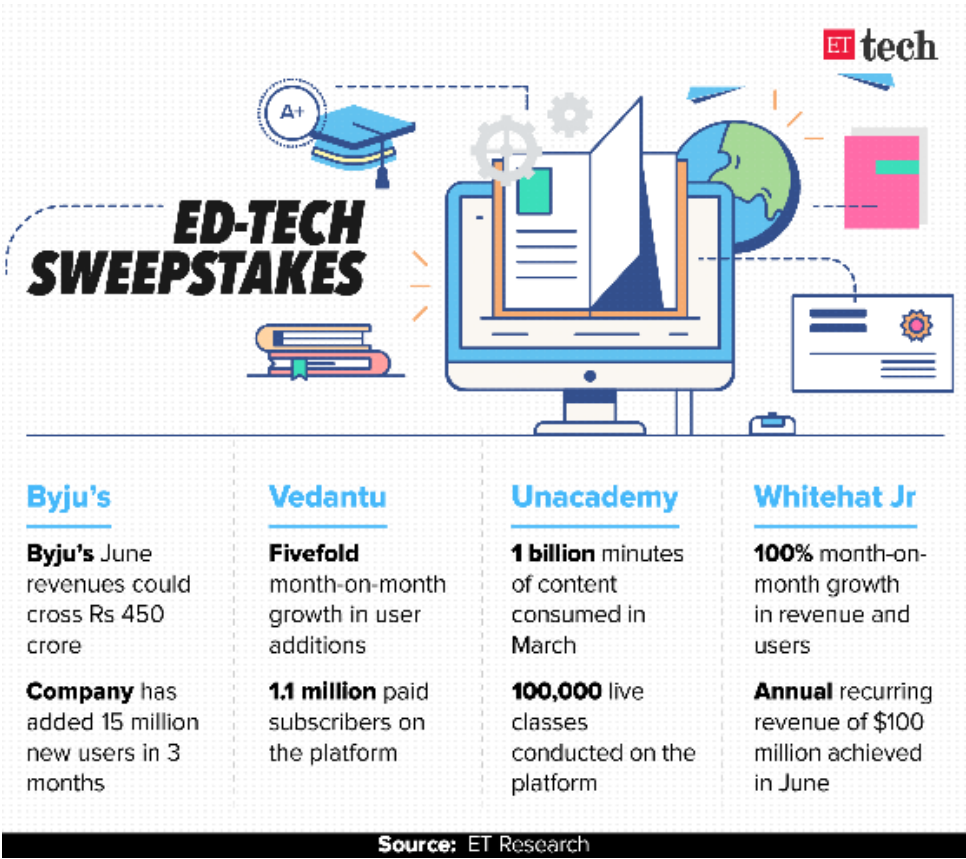 ET tech
A+
ED-TECH
SWEEPSTAKES
Byju's
Byju's June
revenues could
cross Rs 450
crore
Company has
added 15 million
new users in 3
months
Vedantu
Fivefold
month-on-month
growth in user
additions
1.1 million paid
subscribers on
the platform
Unacademy
1 billion minutes
of content
consumed in
March
100,000 live
classes
conducted on the
platform
Whitehat Jr
100% month-on-
month growth
in revenue and
users
Annual recurring
revenue of $100
million achieved
in June
Source: ET Research